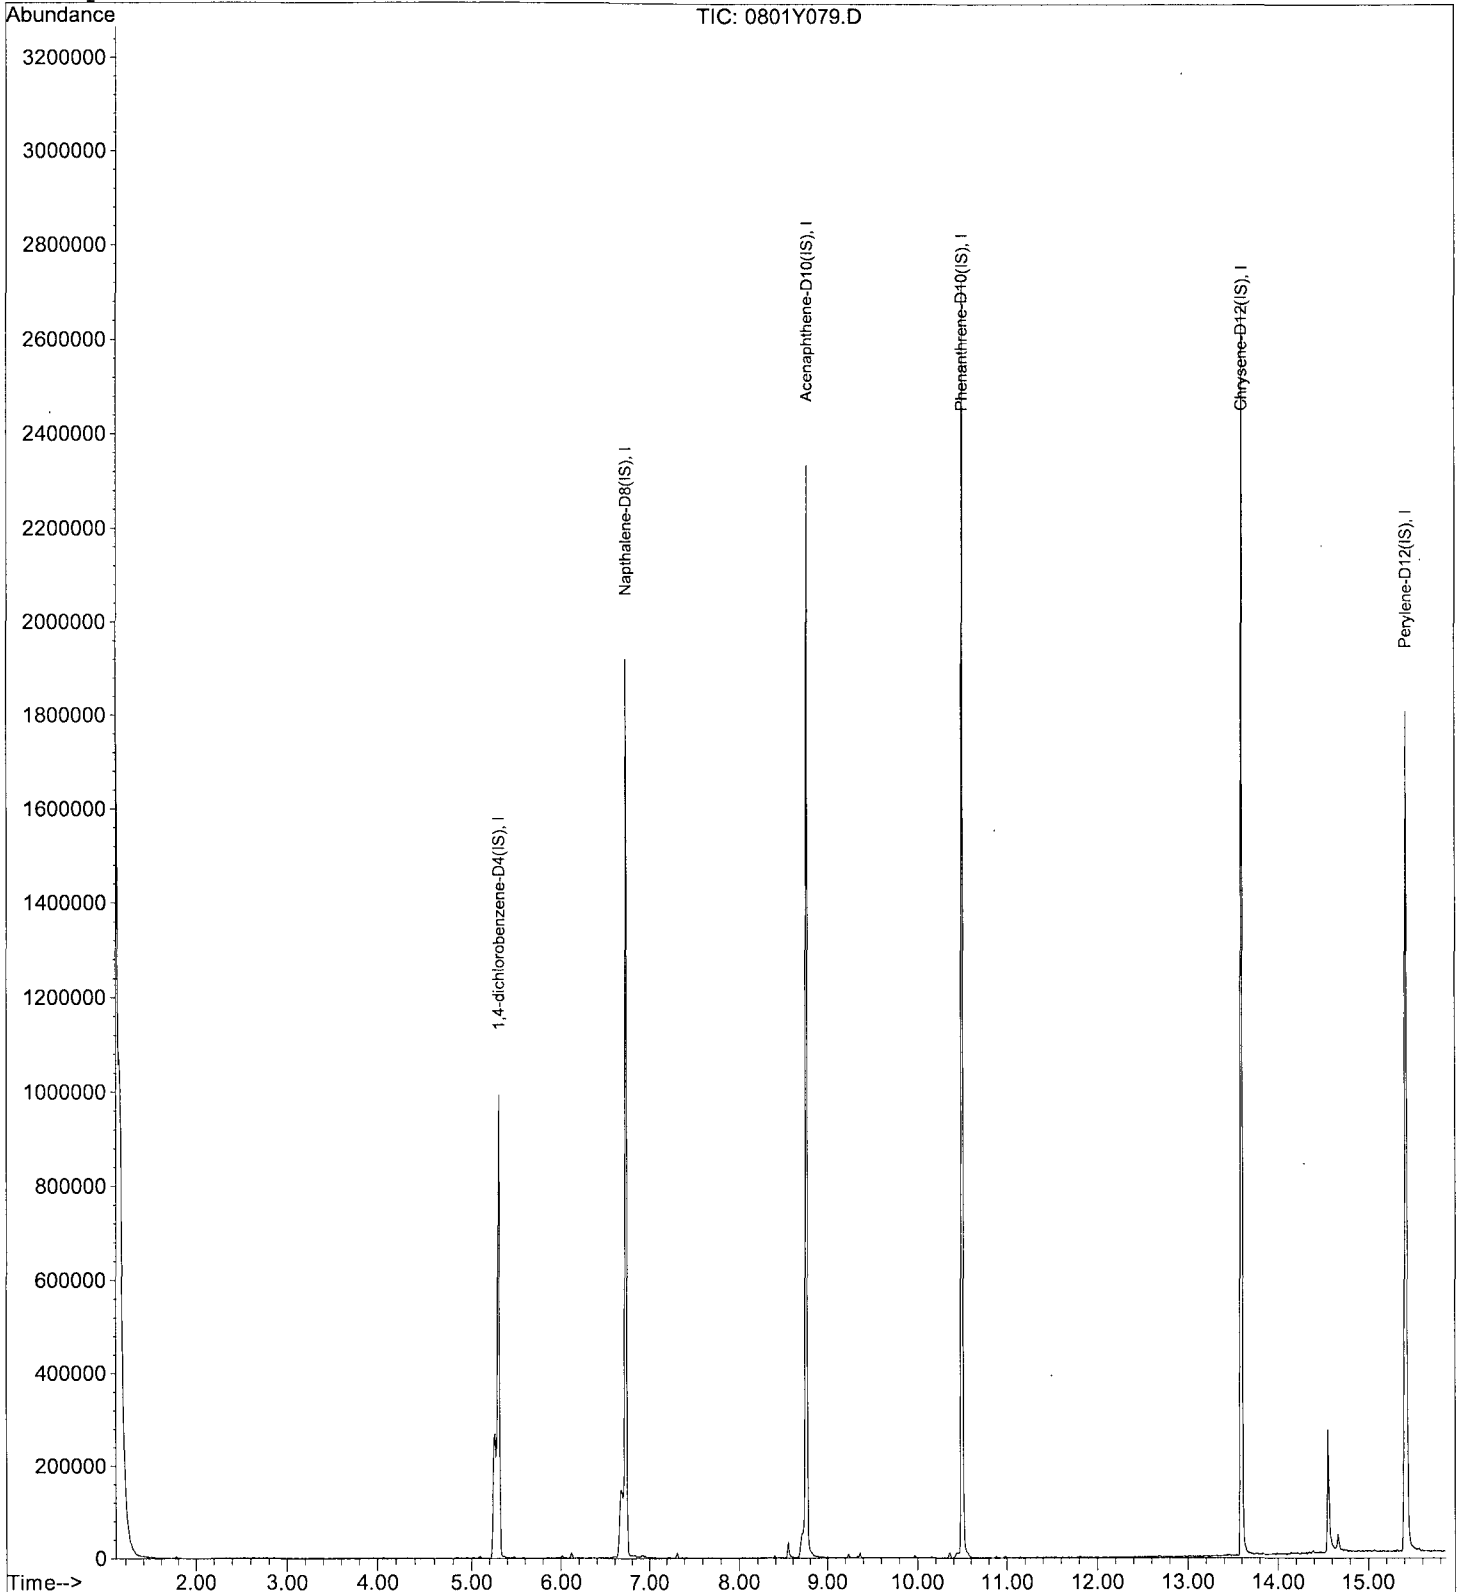 Abundance
TIC: 0801Y079.D
3200000
3000000
2800000
2600000
2400000
2200000
2000000
1800000
1600000
1400000
1200000
1000000
800000
600000
400000
200000
0
1,4-dichlorobenzene-D4(IS), I
Napthalene-D8(IS), I
Acenaphthene-D10(IS), I
Phenanthrene-D10(IS), I
Chrysene-D12(IS), I
Perylene-D12(IS), I
Time--> 2.00 3.00 4.00 5.00 6.00 7.00 8.00 9.00 10.00 11.00 12.00 13.00 14.00 15.00